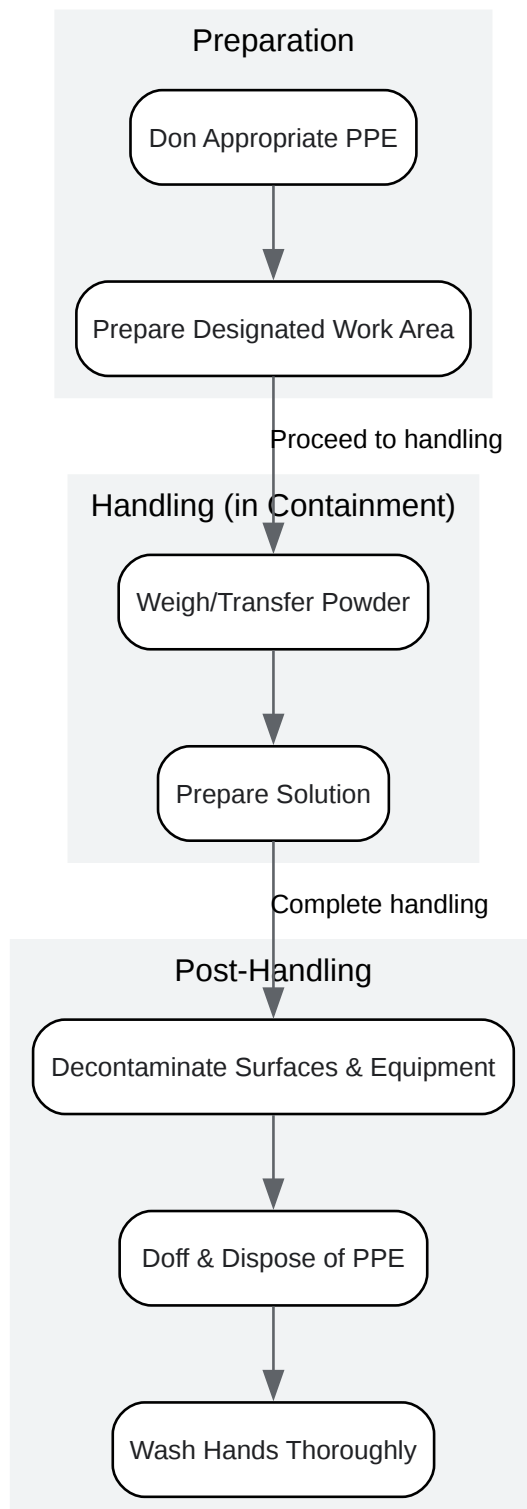 Preparation
Don Appropriate PPE
Prepare Designated Work Area
Proceed to handling
Handling (in Containment)
Weigh/Transfer Powder
Prepare Solution
Complete handling
Post-Handling
Decontaminate Surfaces & Equipment
Doff & Dispose of PPE
Wash Hands Thoroughly